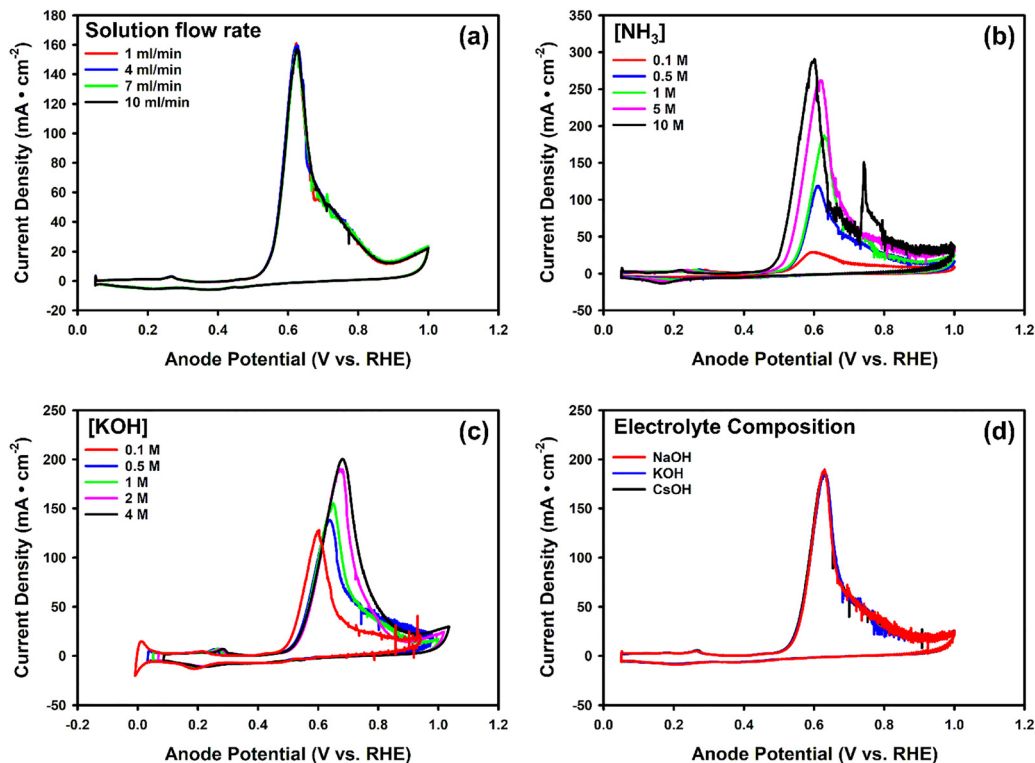 Solution flow rate
(a)
1 ml/min
4 ml/min
7 ml/min
10 ml/min
Current Density (mA • cm⁻²)
180
160
140
120
100
80
60
40
20
0
-20
0.0 0.2 0.4 0.6 0.8 1.0 1.2
Anode Potential (V vs. RHE)
[NH₃]
(b)
0.1 M
0.5 M
1 M
5 M
10 M
Current Density (mA • cm⁻²)
350
300
250
200
150
100
50
0
-50
0.0 0.2 0.4 0.6 0.8 1.0 1.2
Anode Potential (V vs. RHE)
[KOH]
(c)
0.1 M
0.5 M
1 M
2 M
4 M
Current Density (mA • cm⁻²)
250
200
150
100
50
0
-50
-0.2 0.0 0.2 0.4 0.6 0.8 1.0 1.2
Anode Potential (V vs. RHE)
Electrolyte Composition
(d)
NaOH
KOH
CsOH
Current Density (mA • cm⁻²)
250
200
150
100
50
0
-50
0.0 0.2 0.4 0.6 0.8 1.0 1.2
Anode Potential (V vs. RHE)